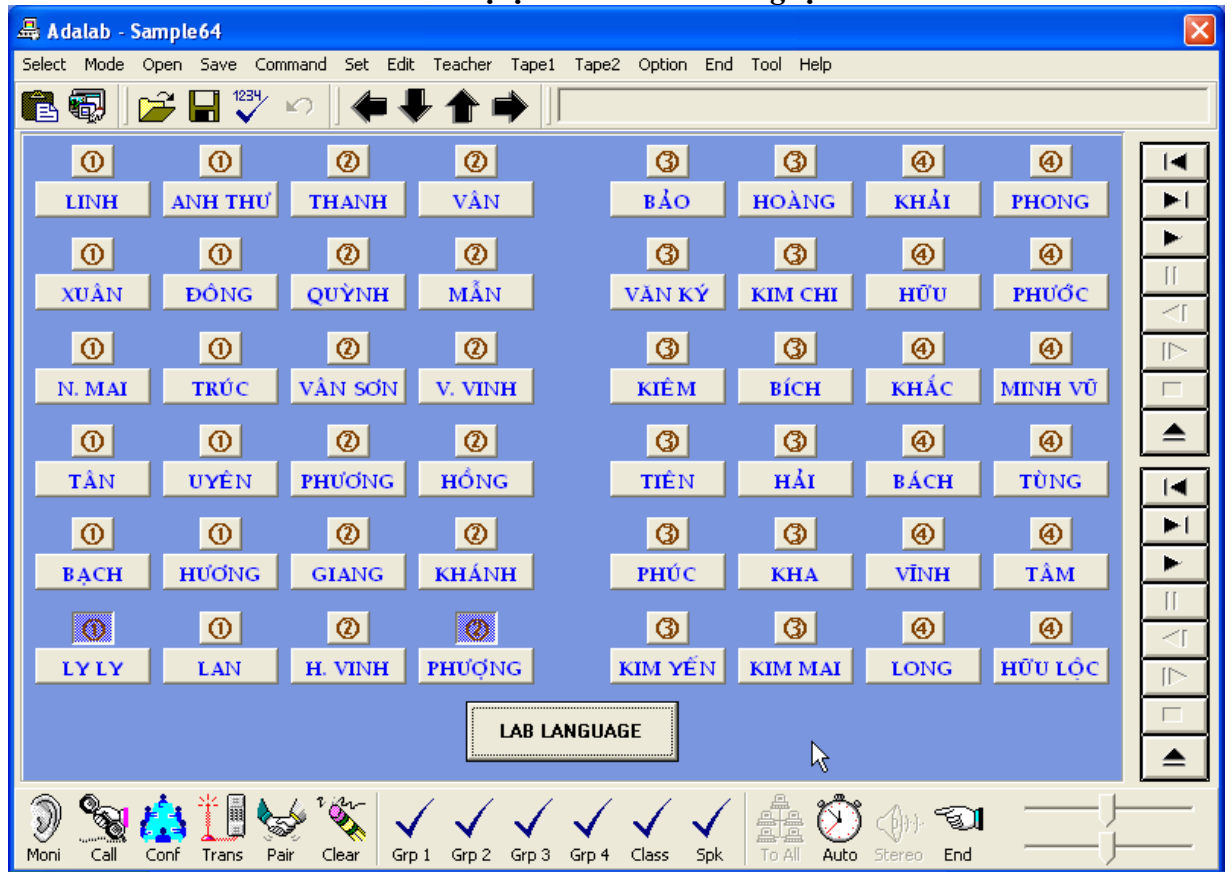 Adalab - Sample64
Select Mode Open Save Command Set Edit Teacher Tape1 Tape2 Option End Tool Help
1234
① ① ② ② ③ ③ ④ ④
LINH ANH THƯ THANH VÂN BẢO HOÀNG KHẢI PHONG
① ① ② ② ③ ③ ④ ④
XUÂN ĐÔNG QUỲNH MẪN VĂN KÝ KIM CHI HỮU PHƯỚC
① ① ② ② ③ ③ ④ ④
N. MAI TRÚC VÂN SƠN V. VINH KIÊM BÍCH KHẮC MINH VŨ
① ① ② ② ③ ③ ④ ④
TÂN UYÊN PHƯƠNG HỒNG TIÊN HẢI BÁCH TÙNG
① ① ② ② ③ ③ ④ ④
BẠCH HƯƠNG GIANG KHÁNH PHÚC KHA VĨNH TÂM
① ① ② ② ③ ③ ④ ④
LY LY LAN H. VINH PHƯỢNG KIM YẾN KIM MAI LONG HỮU LỘC
LAB LANGUAGE
Moni Call Conf Trans Pair Clear Grp 1 Grp 2 Grp 3 Grp 4 Class Spk To All Auto Stereo End